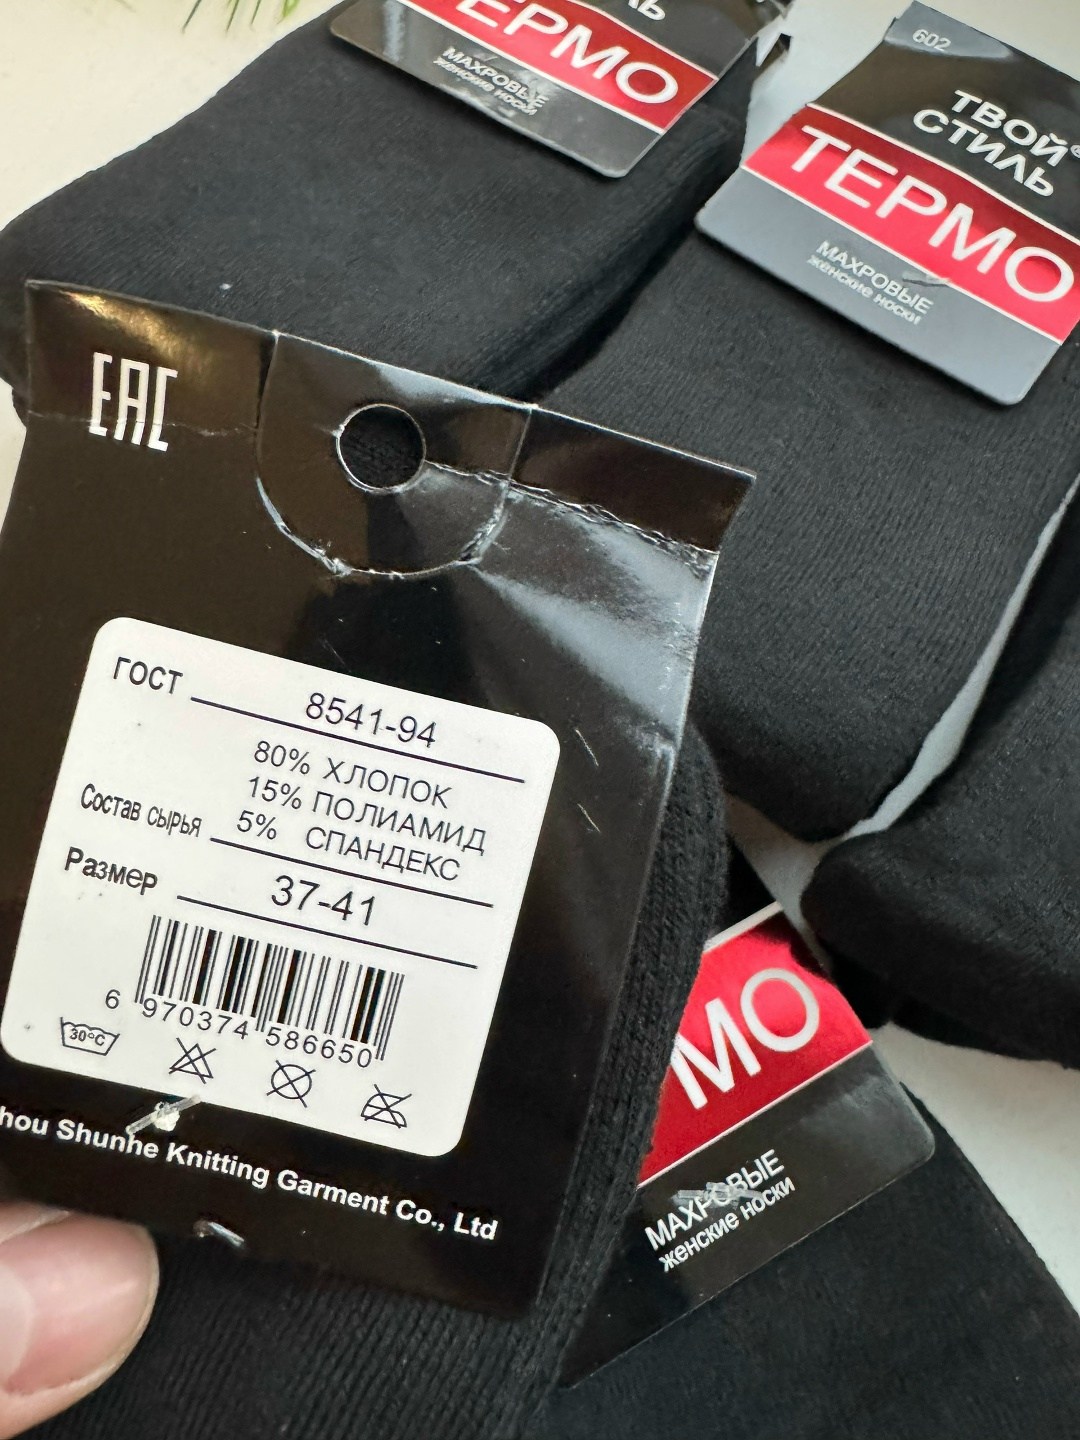 ТЕРМО
МАХРОВЫЕ
женские носки
602
ТВОЙ®
СТИЛЬ
ТЕРМО
МАХРОВЫЕ
женские носки
EAC
ГОСТ 8541-94
80% ХЛОПОК
15% ПОЛИАМИД
Состав сырья 5% СПАНДЕКС
Размер 37-41
6 970374 586650
30°C
Shunhe Knitting Garment Co., Ltd
МО
МАХРОВЫЕ
женские носки